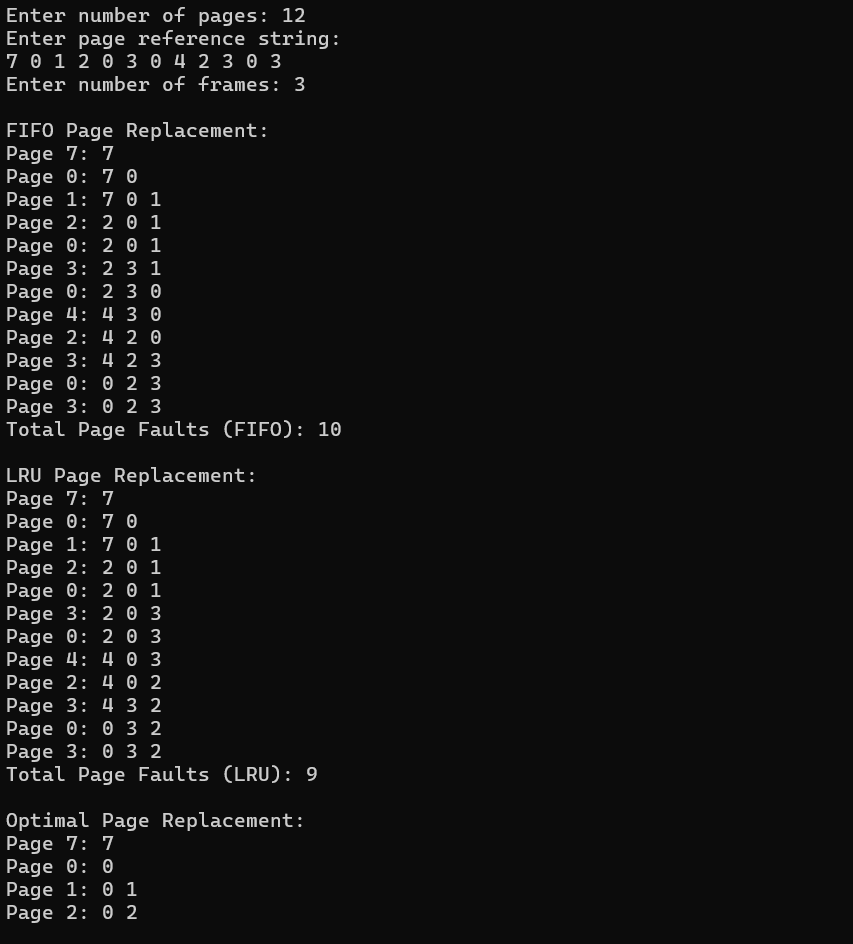 Enter number of pages: 12
Enter page reference string:
7 0 1 2 0 3 0 4 2 3 0 3
Enter number of frames: 3
FIFO Page Replacement:
Page 7: 7
Page 0: 7 0
Page 1: 7 0 1
Page 2: 2 0 1
Page 0: 2 0 1
Page 3: 2 3 1
Page 0: 2 3 0
Page 4: 4 3 0
Page 2: 4 2 0
Page 3: 4 2 3
Page 0: 0 2 3
Page 3: 0 2 3
Total Page Faults (FIFO): 10
LRU Page Replacement:
Page 7: 7
Page 0: 7 0
Page 1: 7 0 1
Page 2: 2 0 1
Page 0: 2 0 1
Page 3: 2 0 3
Page 0: 2 0 3
Page 4: 4 0 3
Page 2: 4 0 2
Page 3: 4 3 2
Page 0: 0 3 2
Page 3: 0 3 2
Total Page Faults (LRU): 9
Optimal Page Replacement:
Page 7: 7
Page 0: 0
Page 1: 0 1
Page 2: 0 2